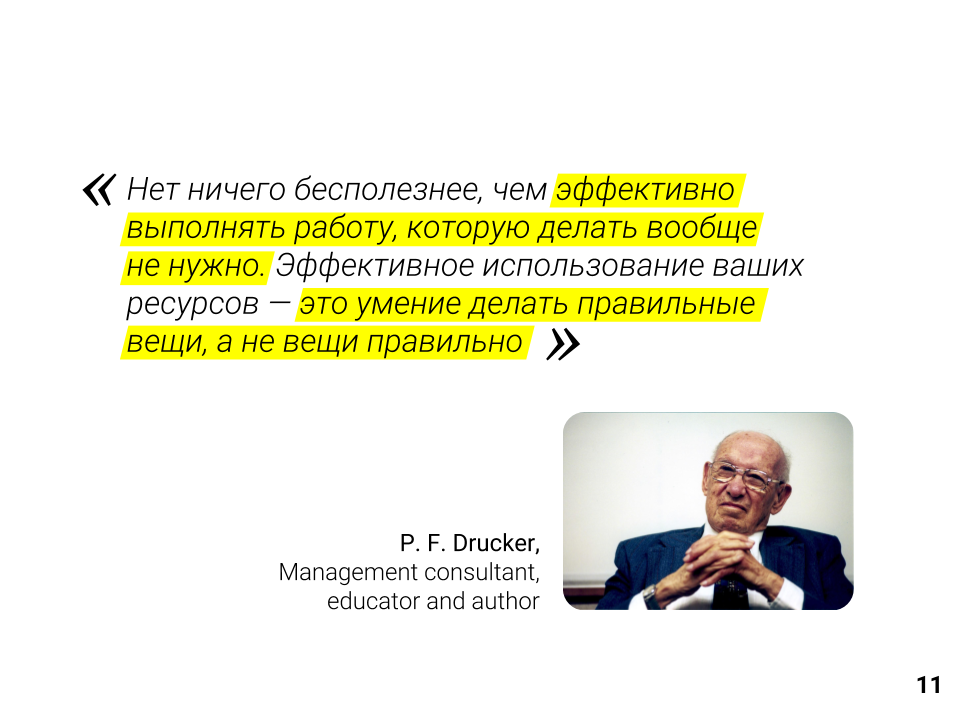 « Нет ничего бесполезнее, чем эффективно
выполнять работу, которую делать вообще
не нужно. Эффективное использование ваших
ресурсов — это умение делать правильные
вещи, а не вещи правильно »
P. F. Drucker,
Management consultant,
educator and author
11